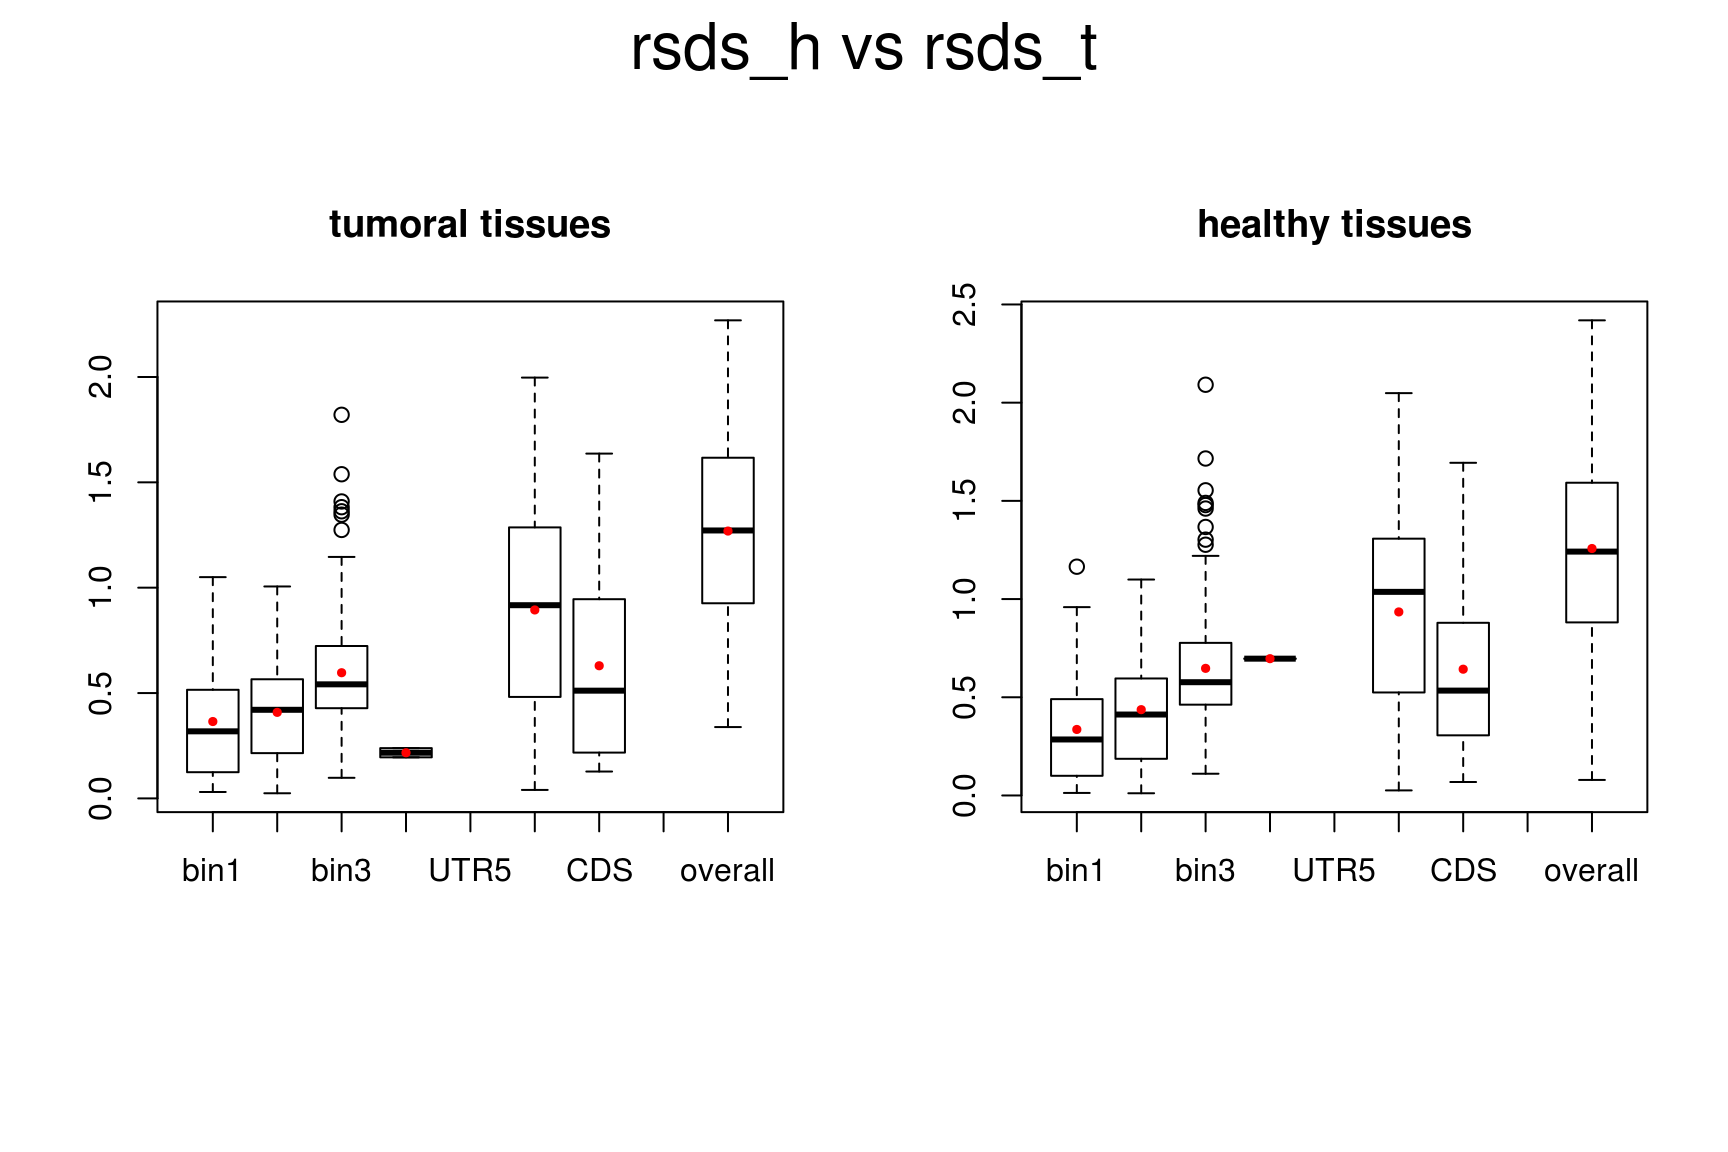 rsds_h vs rsds_t
tumoral tissues
0.0 0.5 1.0 1.5 2.0
bin1 bin3 UTR5 CDS overall
healthy tissues
0.0 0.5 1.0 1.5 2.0 2.5
bin1 bin3 UTR5 CDS overall